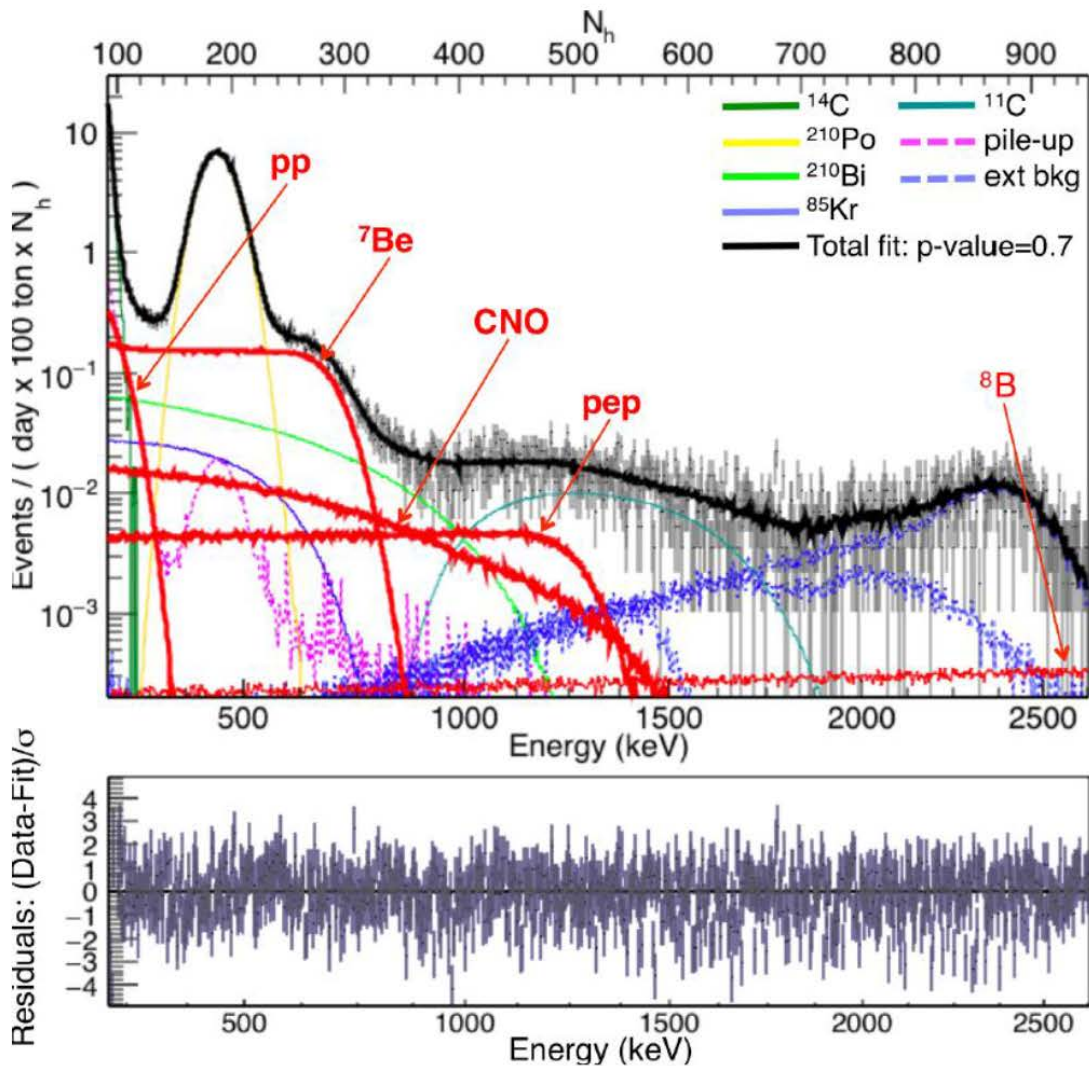 N_h
100 200 300 400 500 600 700 800 900
¹⁴C
¹¹C
²¹⁰Po
pile-up
²¹⁰Bi
ext bkg
⁸⁵Kr
Total fit: p-value=0.7
pp
⁷Be
CNO
pep
⁸B
Events / ( day x 100 ton x N_h )
10
1
10⁻¹
10⁻²
10⁻³
500 1000 1500 2000 2500
Energy (keV)
Residuals: (Data-Fit)/σ
4
3
2
1
0
−1
−2
−3
−4
500 1000 1500 2000 2500
Energy (keV)